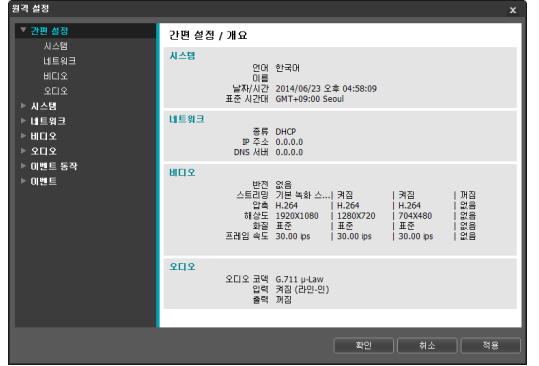 원격 설정
x
간편 설정
시스템
네트워크
비디오
오디오
시스템
네트워크
비디오
오디오
이벤트 동작
이벤트
간편 설정 / 개요
시스템
언어 한국어
이름
날짜/시간 2014/06/23 오후 04:58:09
표준 시간대 GMT+09:00 Seoul
네트워크
종류 DHCP
IP 주소 0.0.0.0
DNS 서버 0.0.0.0
비디오
반전 없음
스트리밍 기본 녹화 스...| 켜짐 | 켜짐 | 꺼짐
압축 H.264 | H.264 | H.264 | 없음
해상도 1920X1080 | 1280X720 | 704X480 | 없음
화질 표준 | 표준 | 표준 | 없음
프레임 속도 30.00 ips | 30.00 ips | 30.00 ips | 없음
오디오
오디오 코덱 G.711 μ-Law
입력 켜짐 (라인-인)
출력 꺼짐
확인 취소 적용